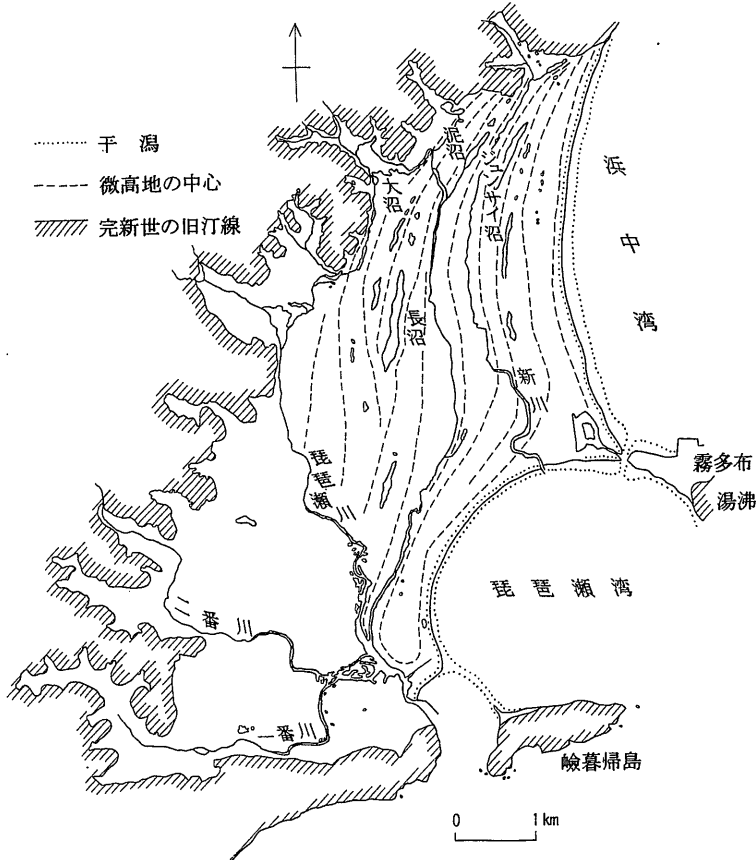 干潟
微高地の中心
完新世の旧汀線
泥沼
大沼
ジュンサイ沼
長沼
新川
琵琶瀬川
二番川
一番川
浜中湾
霧多布
湯沸
琵琶瀬湾
嶮暮帰島
0 1km